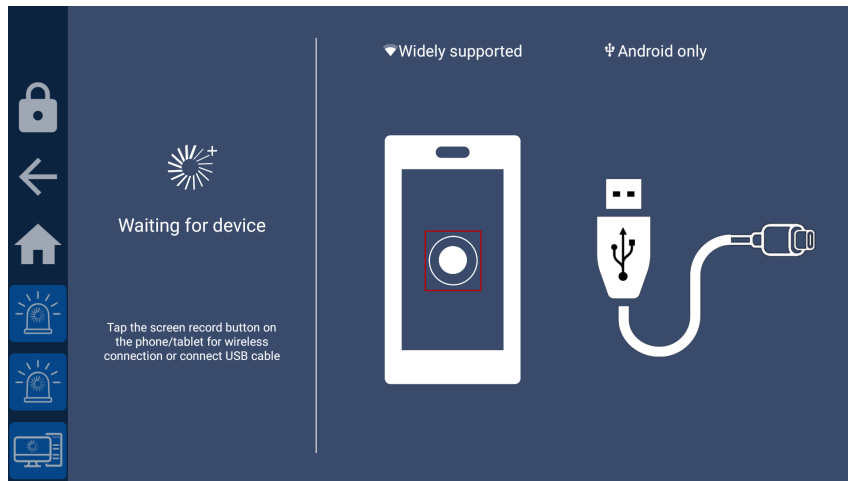 Widely supported
Android only
Waiting for device
Tap the screen record button on
the phone/tablet for wireless
connection or connect USB cable